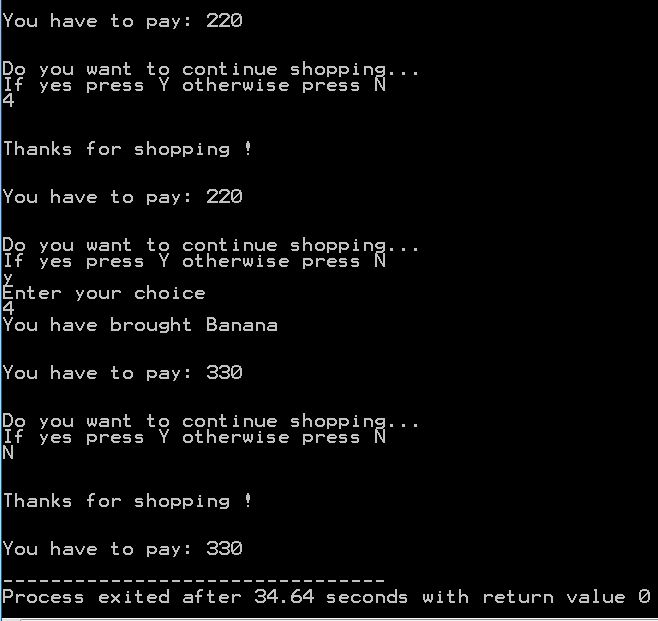 You have to pay: 220
Do you want to continue shopping...
If yes press Y otherwise press N
4
Thanks for shopping !
You have to pay: 220
Do you want to continue shopping...
If yes press Y otherwise press N
y
Enter your choice
4
You have brought Banana
You have to pay: 330
Do you want to continue shopping...
If yes press Y otherwise press N
N
Thanks for shopping !
You have to pay: 330
--------------------------------
Process exited after 34.64 seconds with return value 0